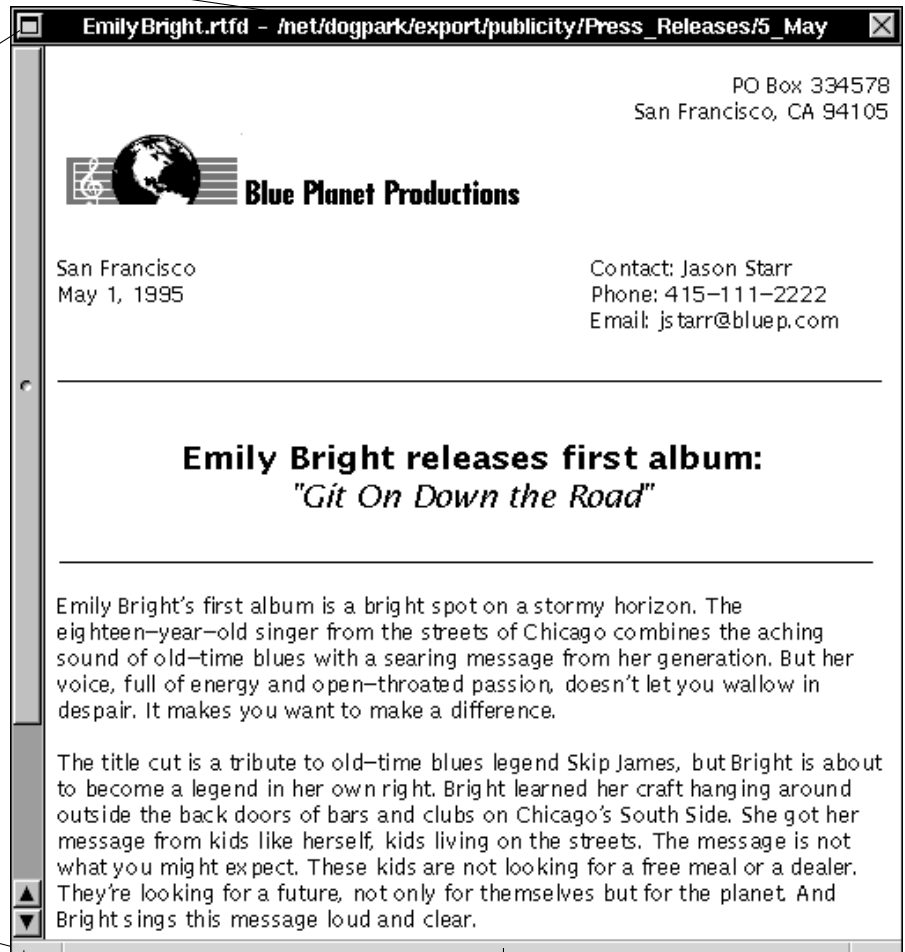 EmilyBright.rtfd – /net/dogpark/export/publicity/Press_Releases/5_May
PO Box 334578
San Francisco, CA 94105
Blue Planet Productions
San Francisco
May 1, 1995
Contact: Jason Starr
Phone: 415–111–2222
Email: jstarr@bluep.com
Emily Bright releases first album:
"Git On Down the Road"
Emily Bright's first album is a bright spot on a stormy horizon. The
eighteen–year–old singer from the streets of Chicago combines the aching
sound of old–time blues with a searing message from her generation. But her
voice, full of energy and open–throated passion, doesn't let you wallow in
despair. It makes you want to make a difference.
The title cut is a tribute to old–time blues legend Skip James, but Bright is about
to become a legend in her own right. Bright learned her craft hanging around
outside the back doors of bars and clubs on Chicago's South Side. She got her
message from kids like herself, kids living on the streets. The message is not
what you might expect. These kids are not looking for a free meal or a dealer.
They're looking for a future, not only for themselves but for the planet. And
Bright sings this message loud and clear.